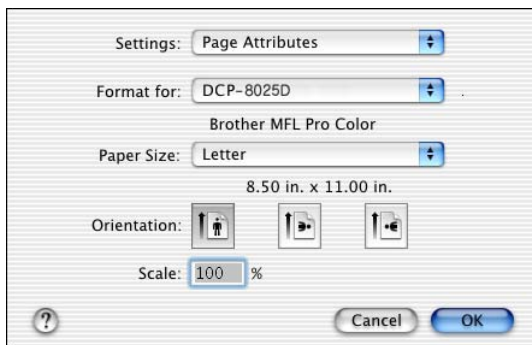 Settings: Page Attributes
Format for: DCP-8025D
Brother MFL Pro Color
Paper Size: Letter
8.50 in. x 11.00 in.
Orientation:
Scale: 100 %
? Cancel OK